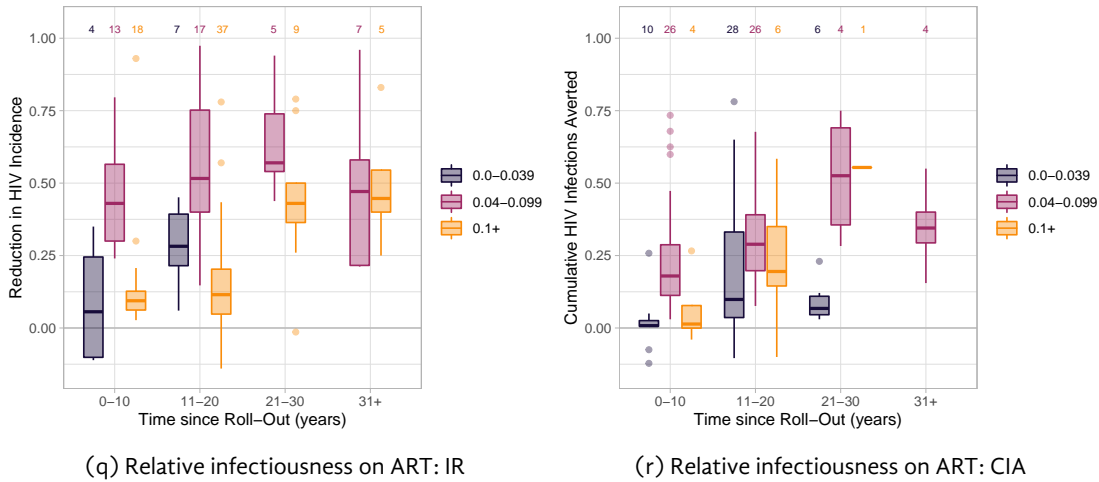 4 13 18 7 17 37 5 9 7 5
1.00
0.75
0.50
0.25
0.00
Reduction in HIV Incidence
0−10 11−20 21−30 31+
Time since Roll−Out (years)
0.0−0.039
0.04−0.099
0.1+
(q) Relative infectiousness on ART: IR
10 26 4 28 26 6 6 4 1 4
1.00
0.75
0.50
0.25
0.00
Cumulative HIV Infections Averted
0−10 11−20 21−30 31+
Time since Roll−Out (years)
0.0−0.039
0.04−0.099
0.1+
(r) Relative infectiousness on ART: CIA